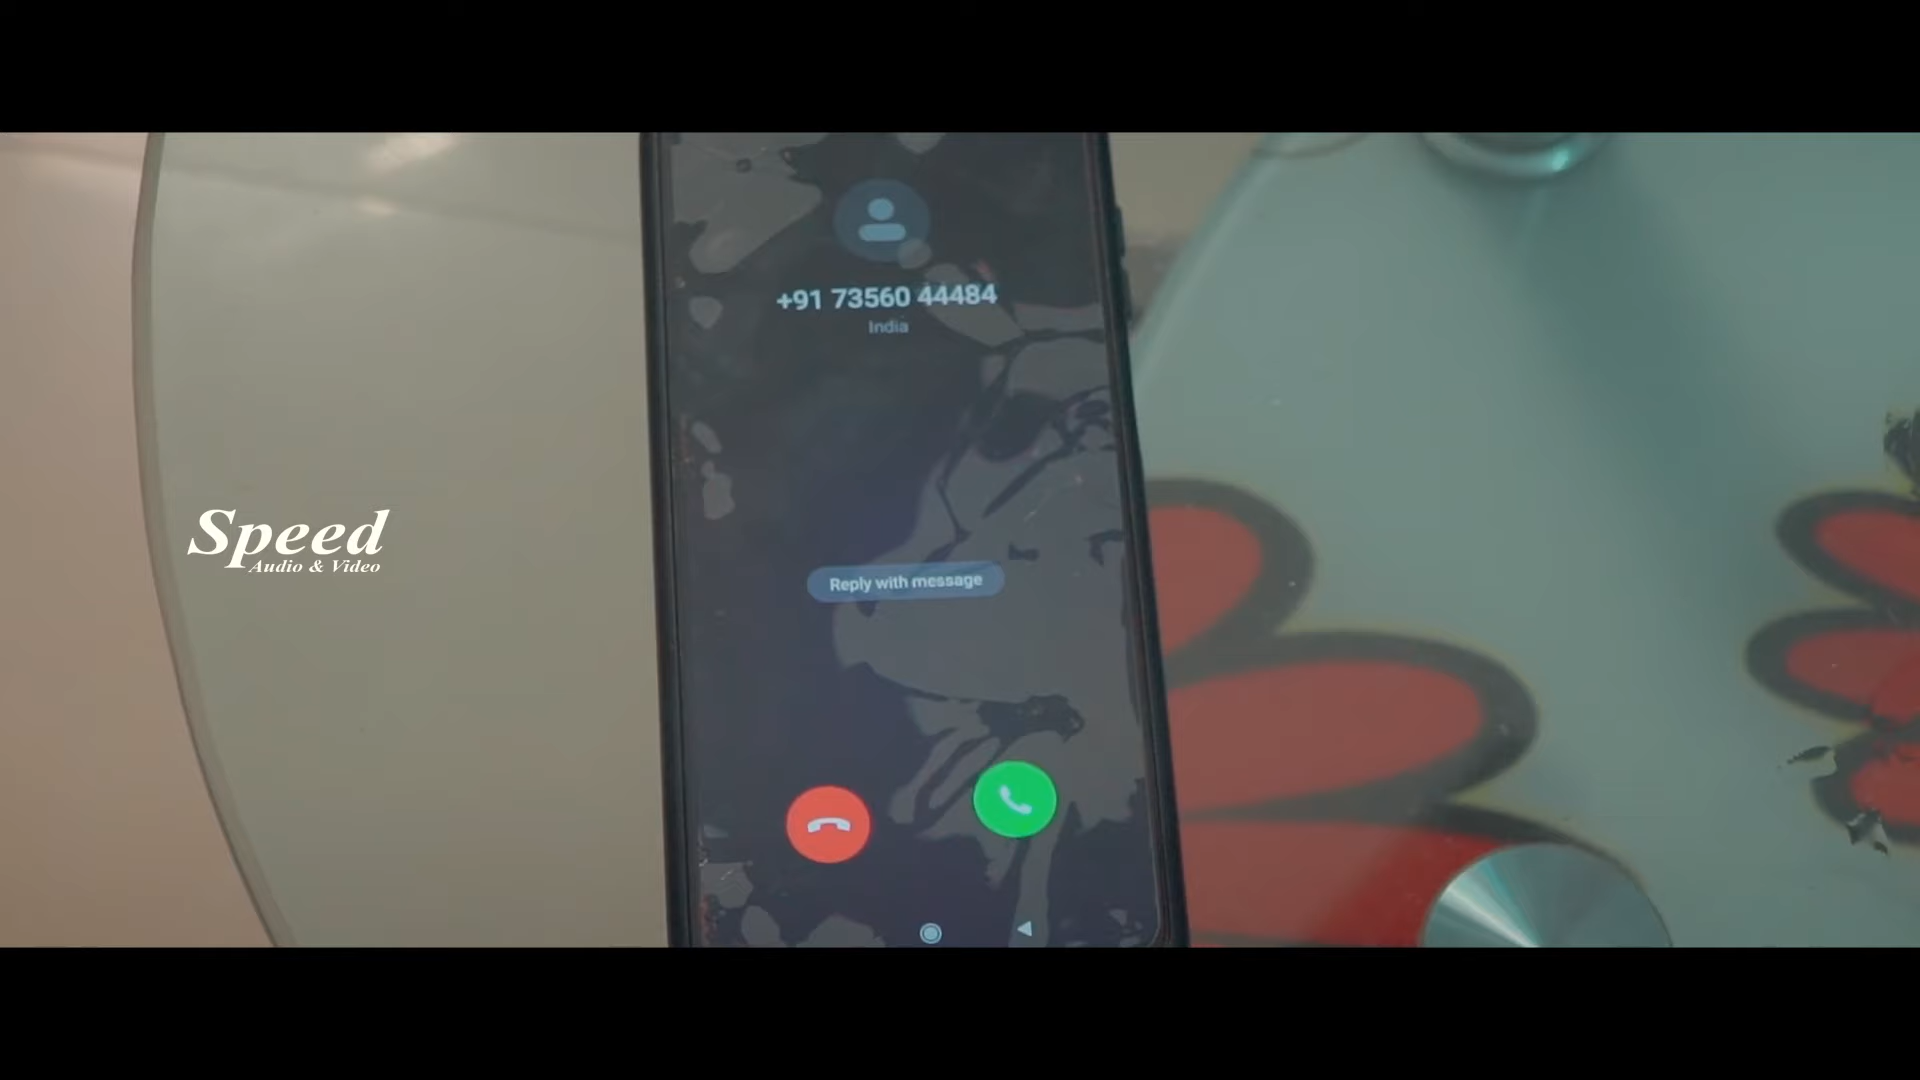 +91 73560 44484
India
Speed
Audio & Video
Reply with message